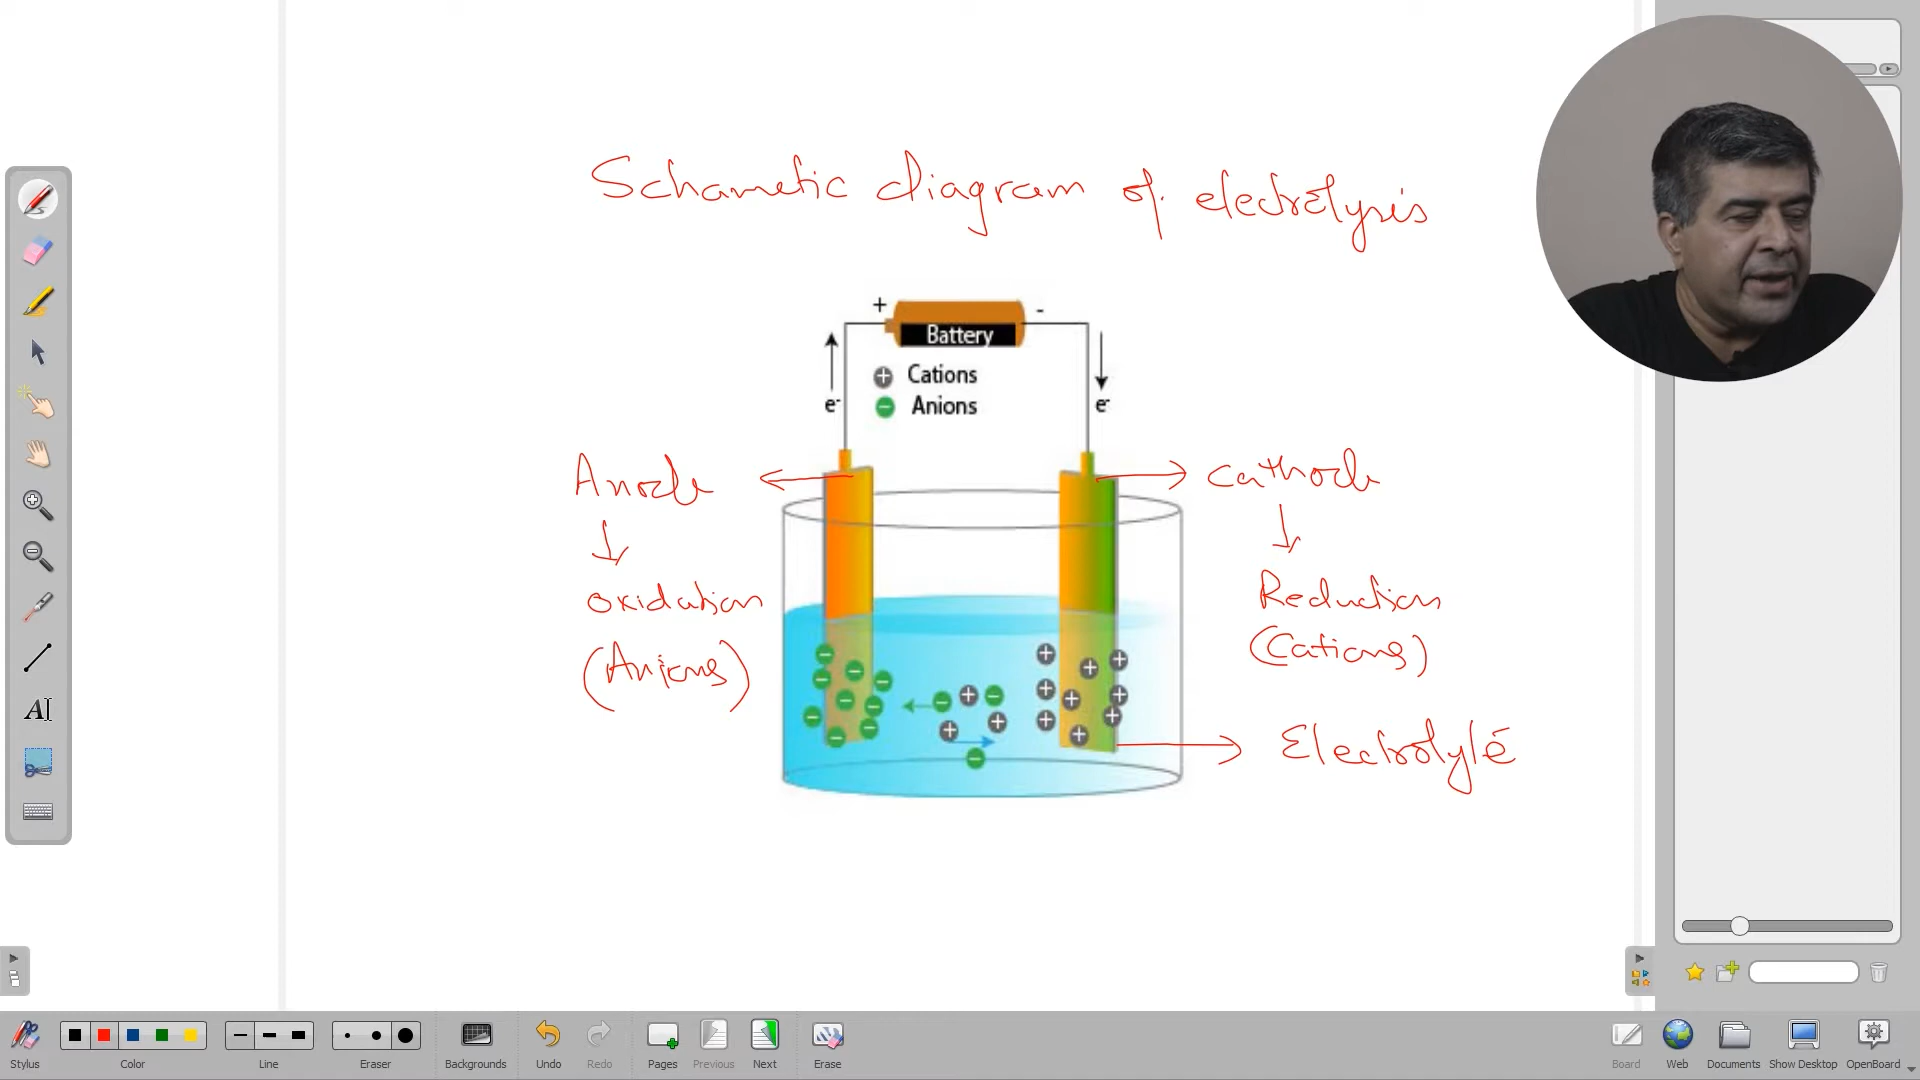 Schametic diagram of electrolysis
+ -
Battery
+ Cations
e- − Anions e-
Anode Cathode
Oxidation Reduction
(Anions) (Cations)
Electrolyte
Stylus Color Line Eraser Backgrounds Undo Redo Pages Previous Next Erase Board Web Documents Show Desktop OpenBoard